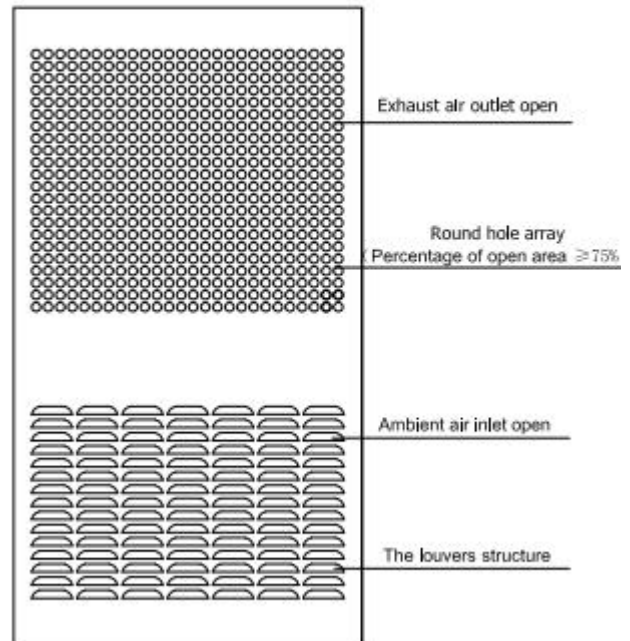 Exhaust air outlet open
Round hole array
(Percentage of open area ≥75%
Ambient air inlet open
The louvers structure